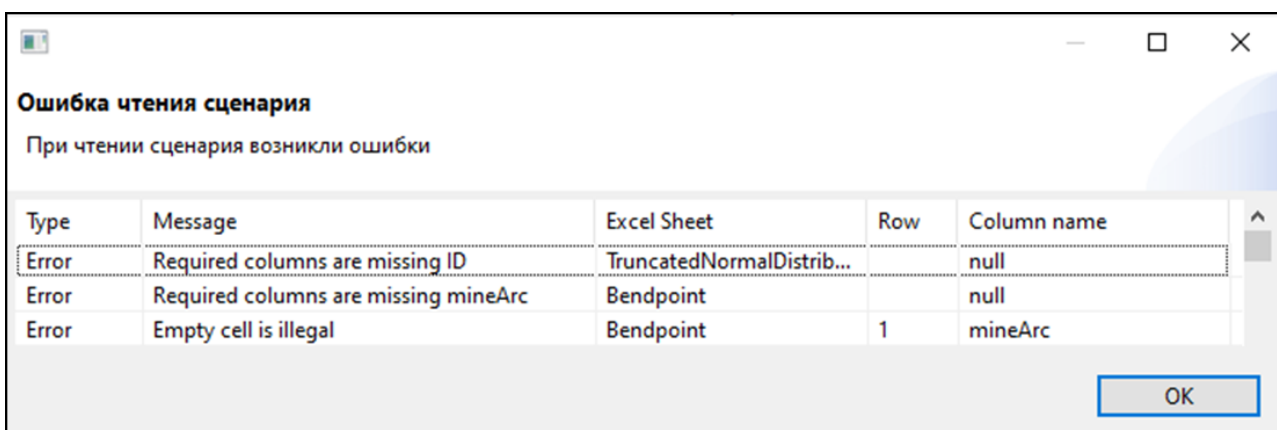 Ошибка чтения сценария
При чтении сценария возникли ошибки
Type Message Excel Sheet Row Column name
Error Required columns are missing ID TruncatedNormalDistrib... null
Error Required columns are missing mineArc Bendpoint null
Error Empty cell is illegal Bendpoint 1 mineArc
OK